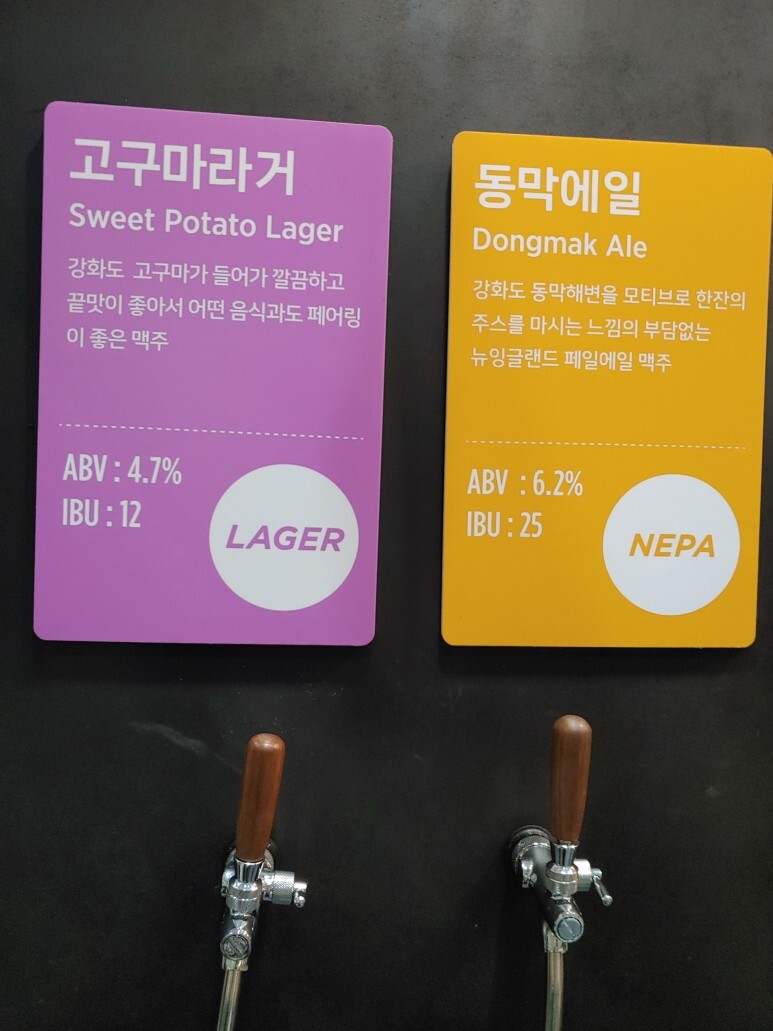 고구마라거
Sweet Potato Lager
강화도 고구마가 들어가 깔끔하고
끝맛이 좋아서 어떤 음식과도 페어링
이 좋은 맥주
ABV : 4.7%
IBU : 12
LAGER
동막에일
Dongmak Ale
강화도 동막해변을 모티브로 한잔의
주스를 마시는 느낌의 부담없는
뉴잉글랜드 페일에일 맥주
ABV : 6.2%
IBU : 25
NEPA